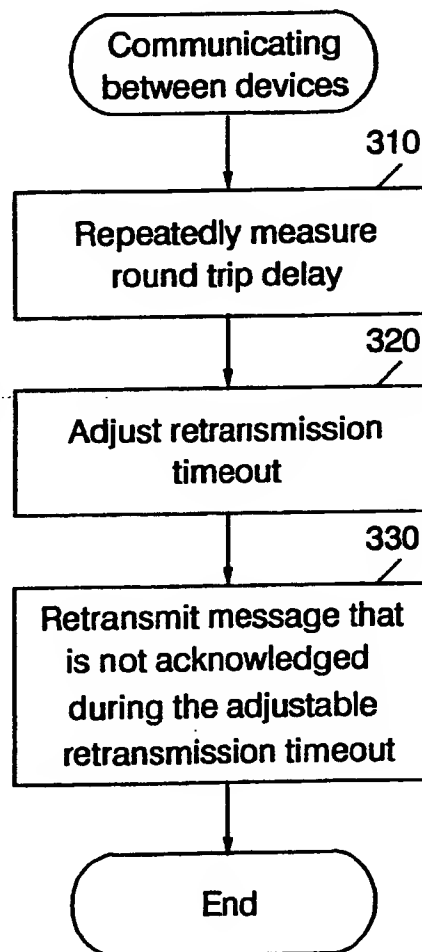 Communicating
between devices
310
Repeatedly measure
round trip delay
320
Adjust retransmission
timeout
330
Retransmit message that
is not acknowledged
during the adjustable
retransmission timeout
End